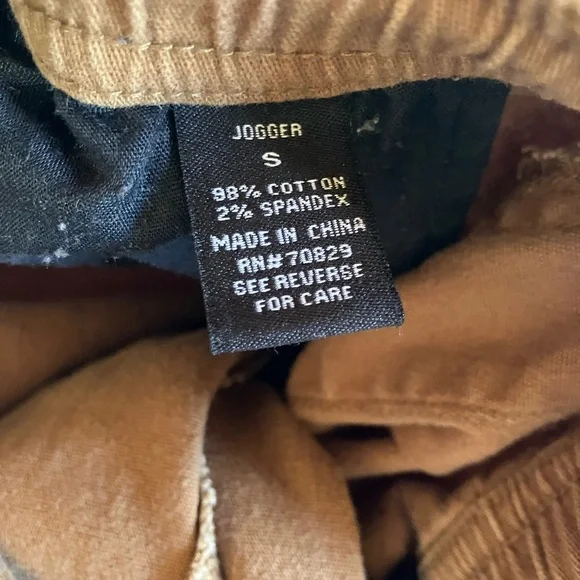 JOGGER
S
98% COTTON
2% SPANDEX
MADE IN CHINA
RN#70829
SEE REVERSE
FOR CARE